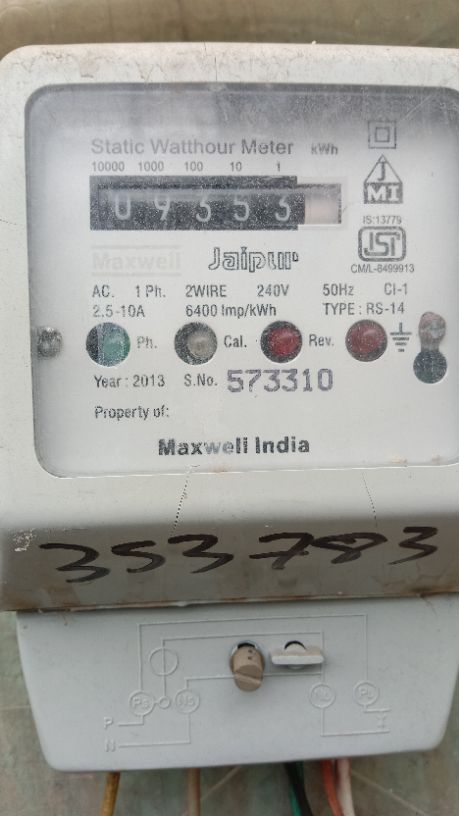 Static Watthour Meter kWh
10000 1000 100 10 1
09353
J
MI
IS:13779
Maxwell Jaipur
ISI
CM/L-8499913
AC. 1 Ph. 2WIRE 240V 50Hz Cl-1
2.5-10A 6400 Imp/kWh TYPE : RS-14
Ph. Cal. Rev.
Year : 2013 S.No. 573310
Property of:
Maxwell India
353783
P
N